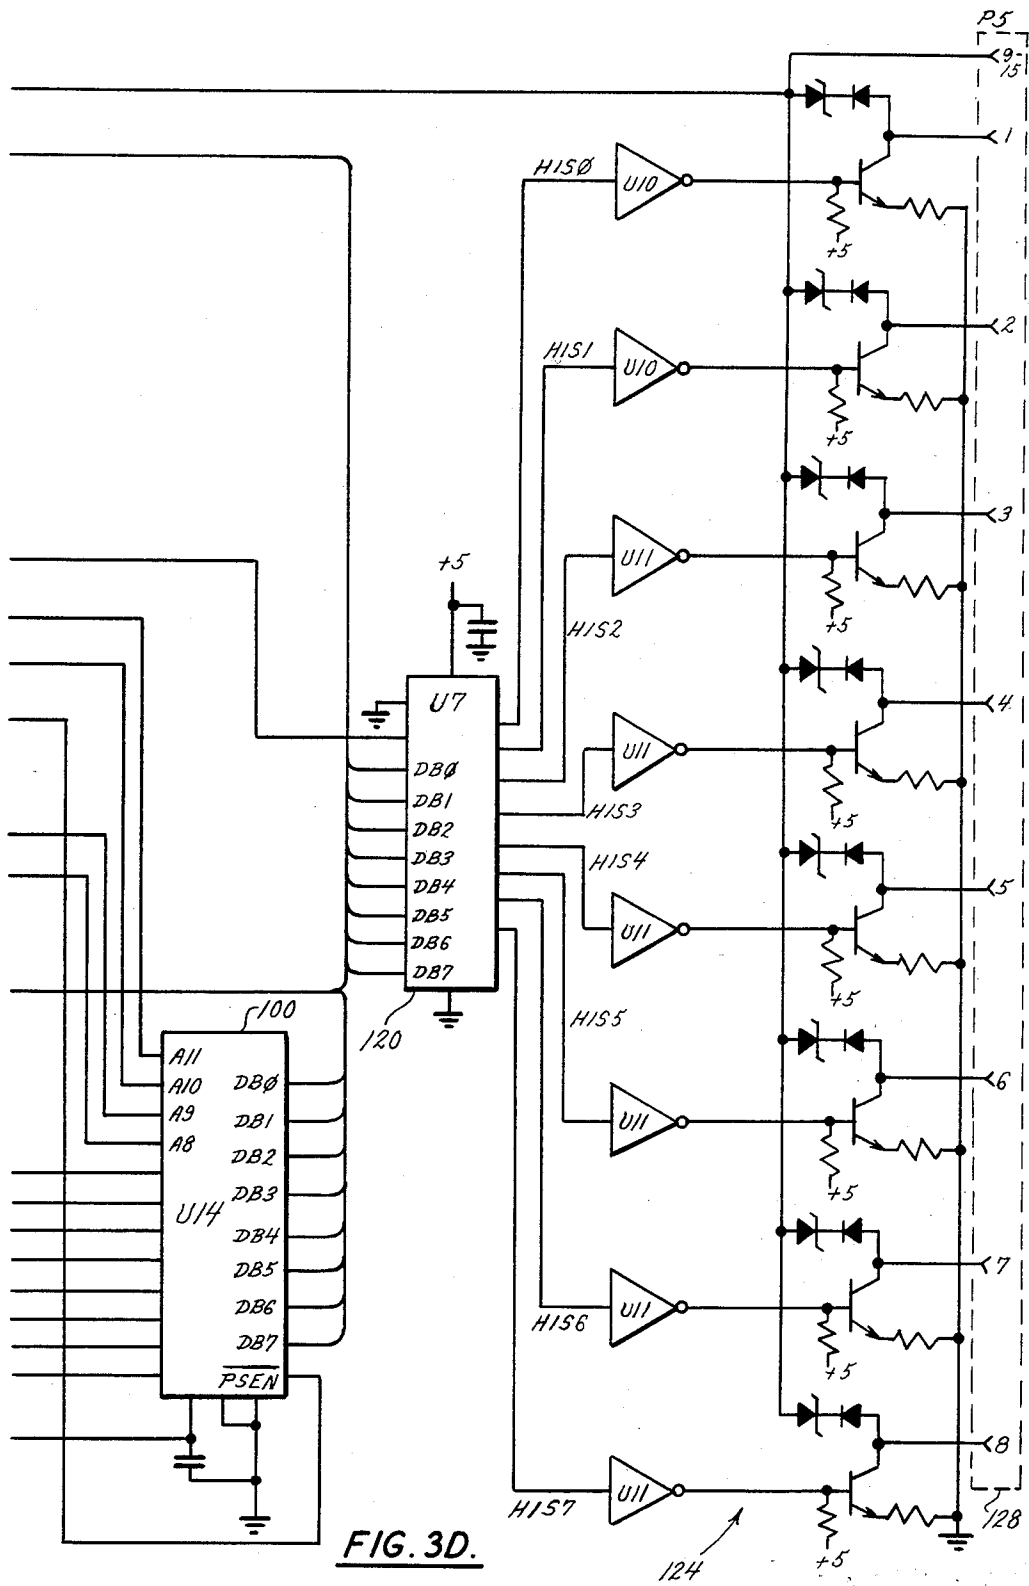 P5
9-
15
1
HISØ
U10
+5
2
HIS1
U10
+5
3
U11
+5
+5
HIS2
U7
4
U11
DBØ
DB1
HIS3
+5
DB2
DB3
HIS4
DB4
5
DB5
U11
DB6
DB7
+5
100
120
HIS5
A11
A10
DBØ
6
A9
DB1
U11
A8
DB2
DB3
+5
U14
DB4
DB5
7
DB6
U11
HIS6
DB7
+5
PSEN
8
U11
HIS7
128
FIG. 3D.
124
+5